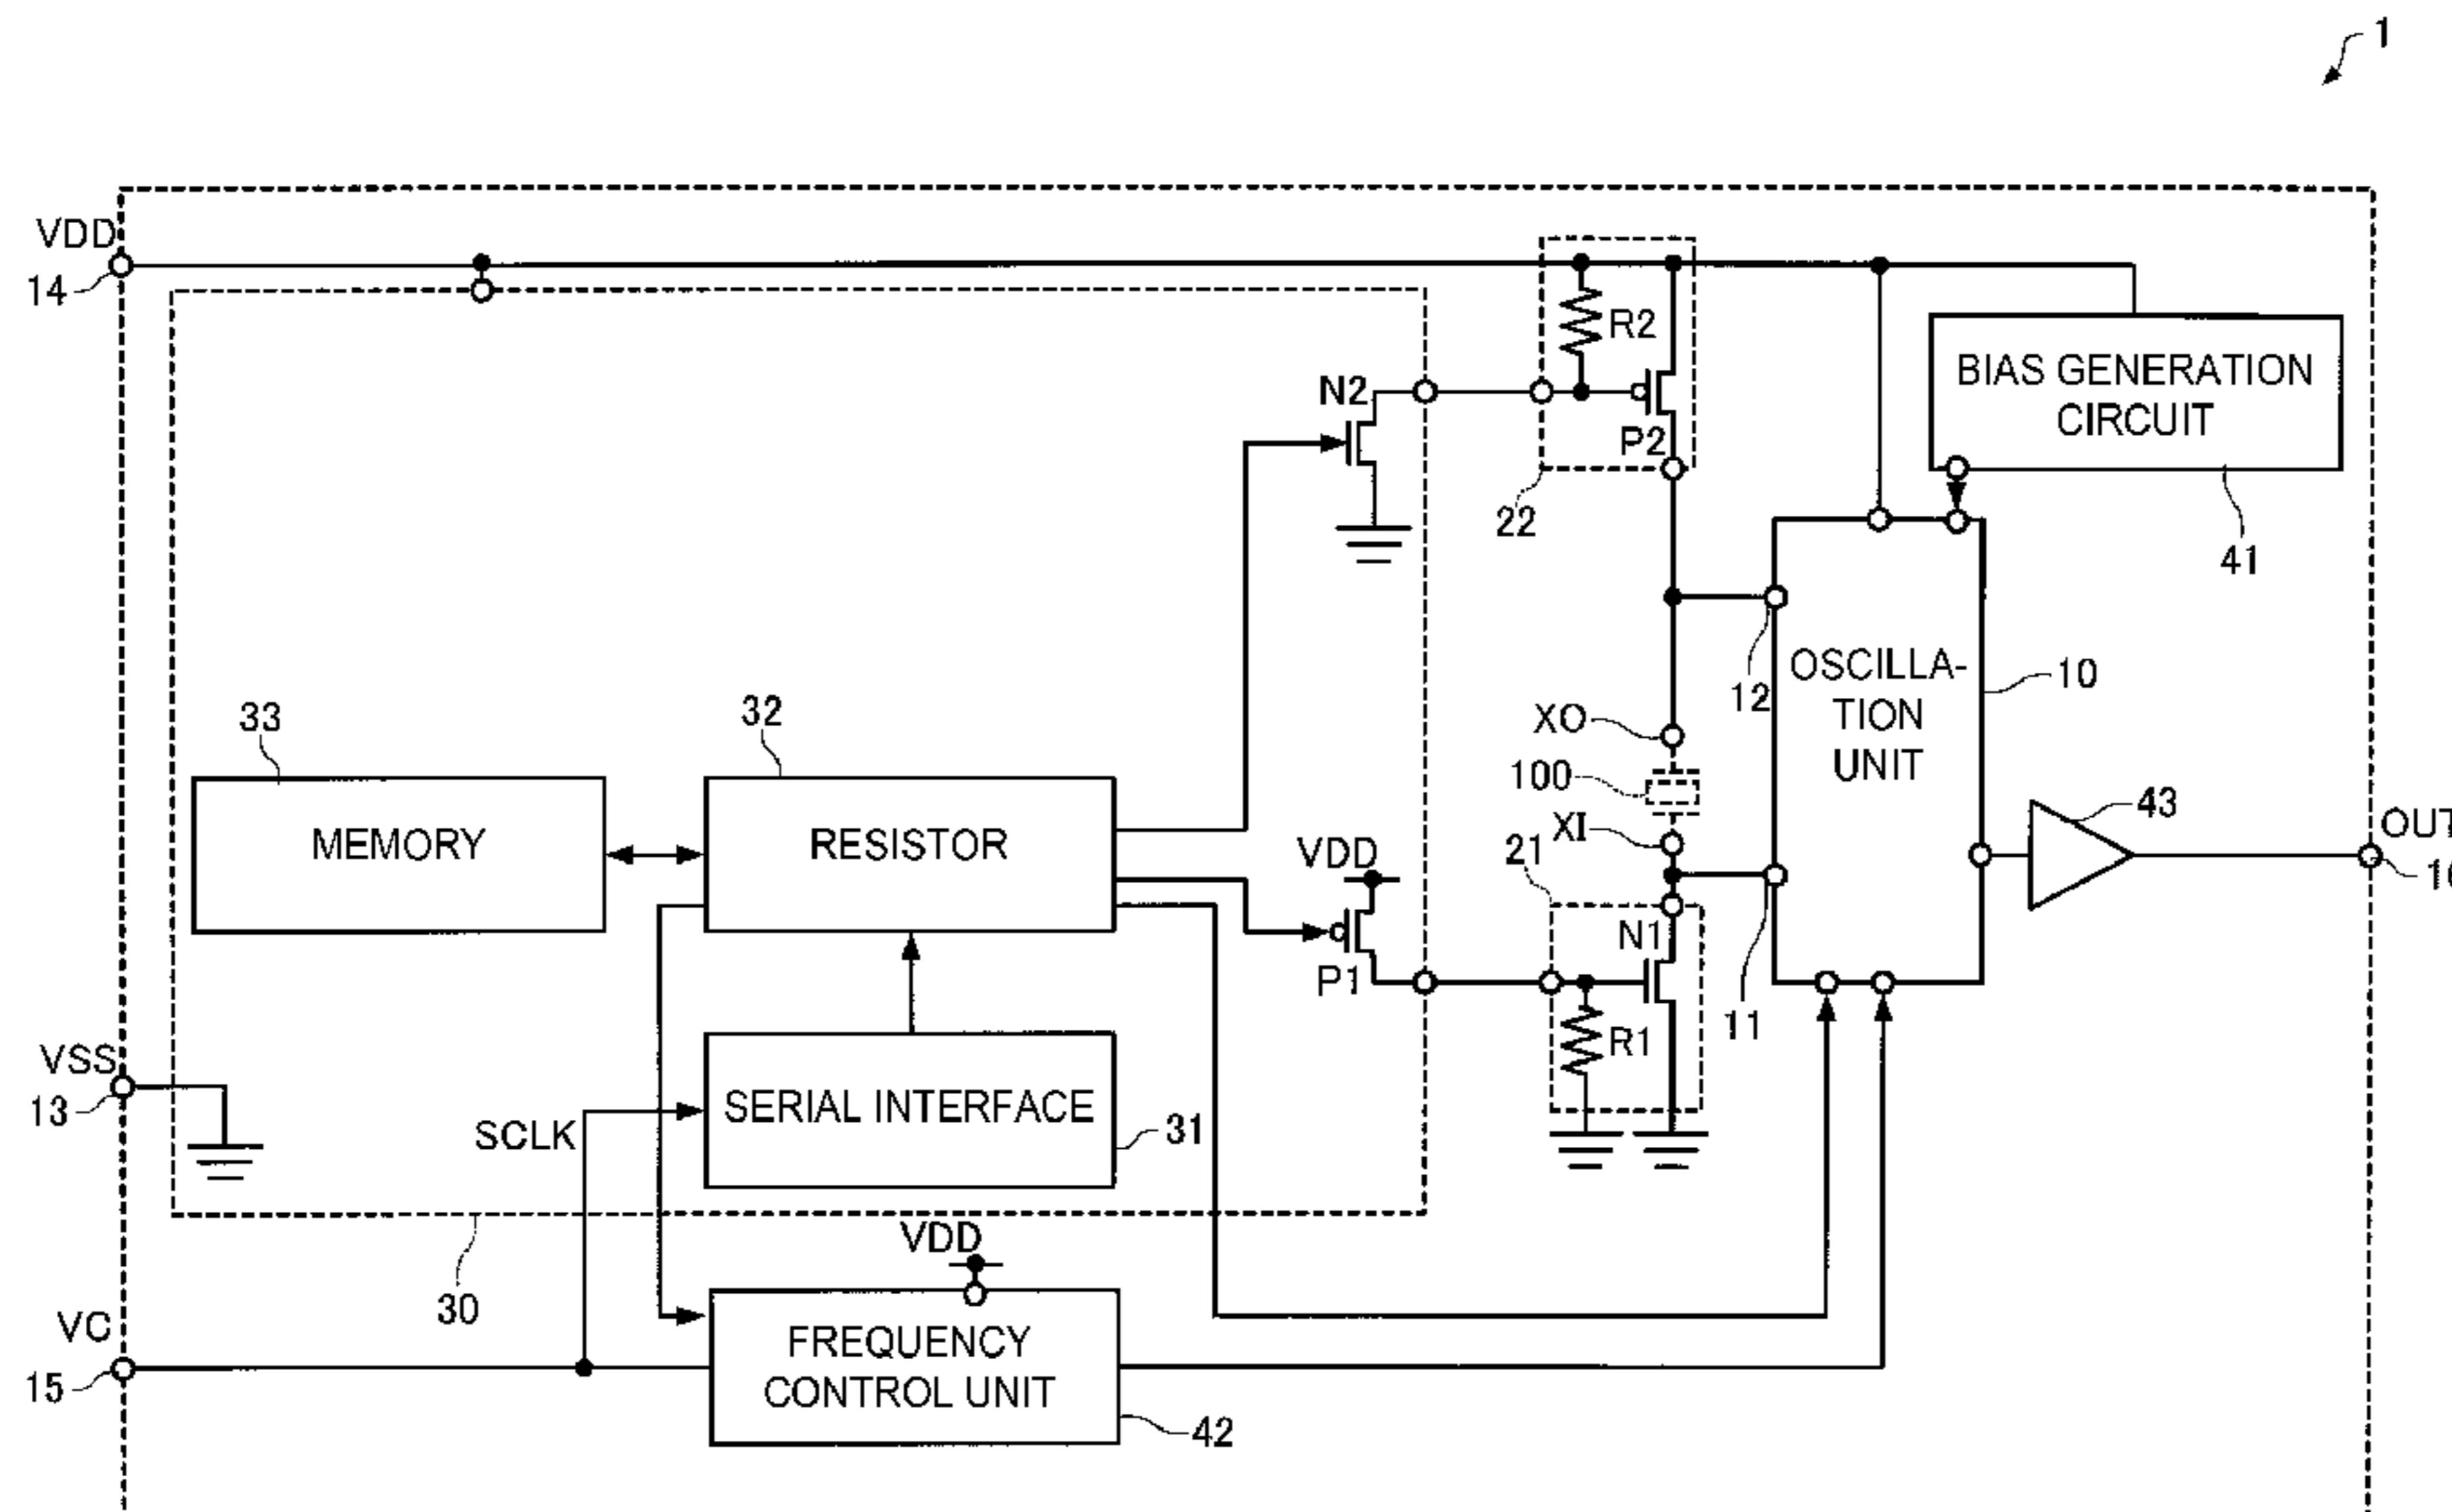 1
VDD
14
R2
N2
P2
22
BIAS GENERATION
CIRCUIT
41
12
OSCILLA-
TION
UNIT
10
33
32
XO
100
XI
21
MEMORY
RESISTOR
VDD
43
OUT
P1
N1
11
R1
VSS
13
SCLK
SERIAL INTERFACE
31
30
VDD
VC
15
FREQUENCY
CONTROL UNIT
42